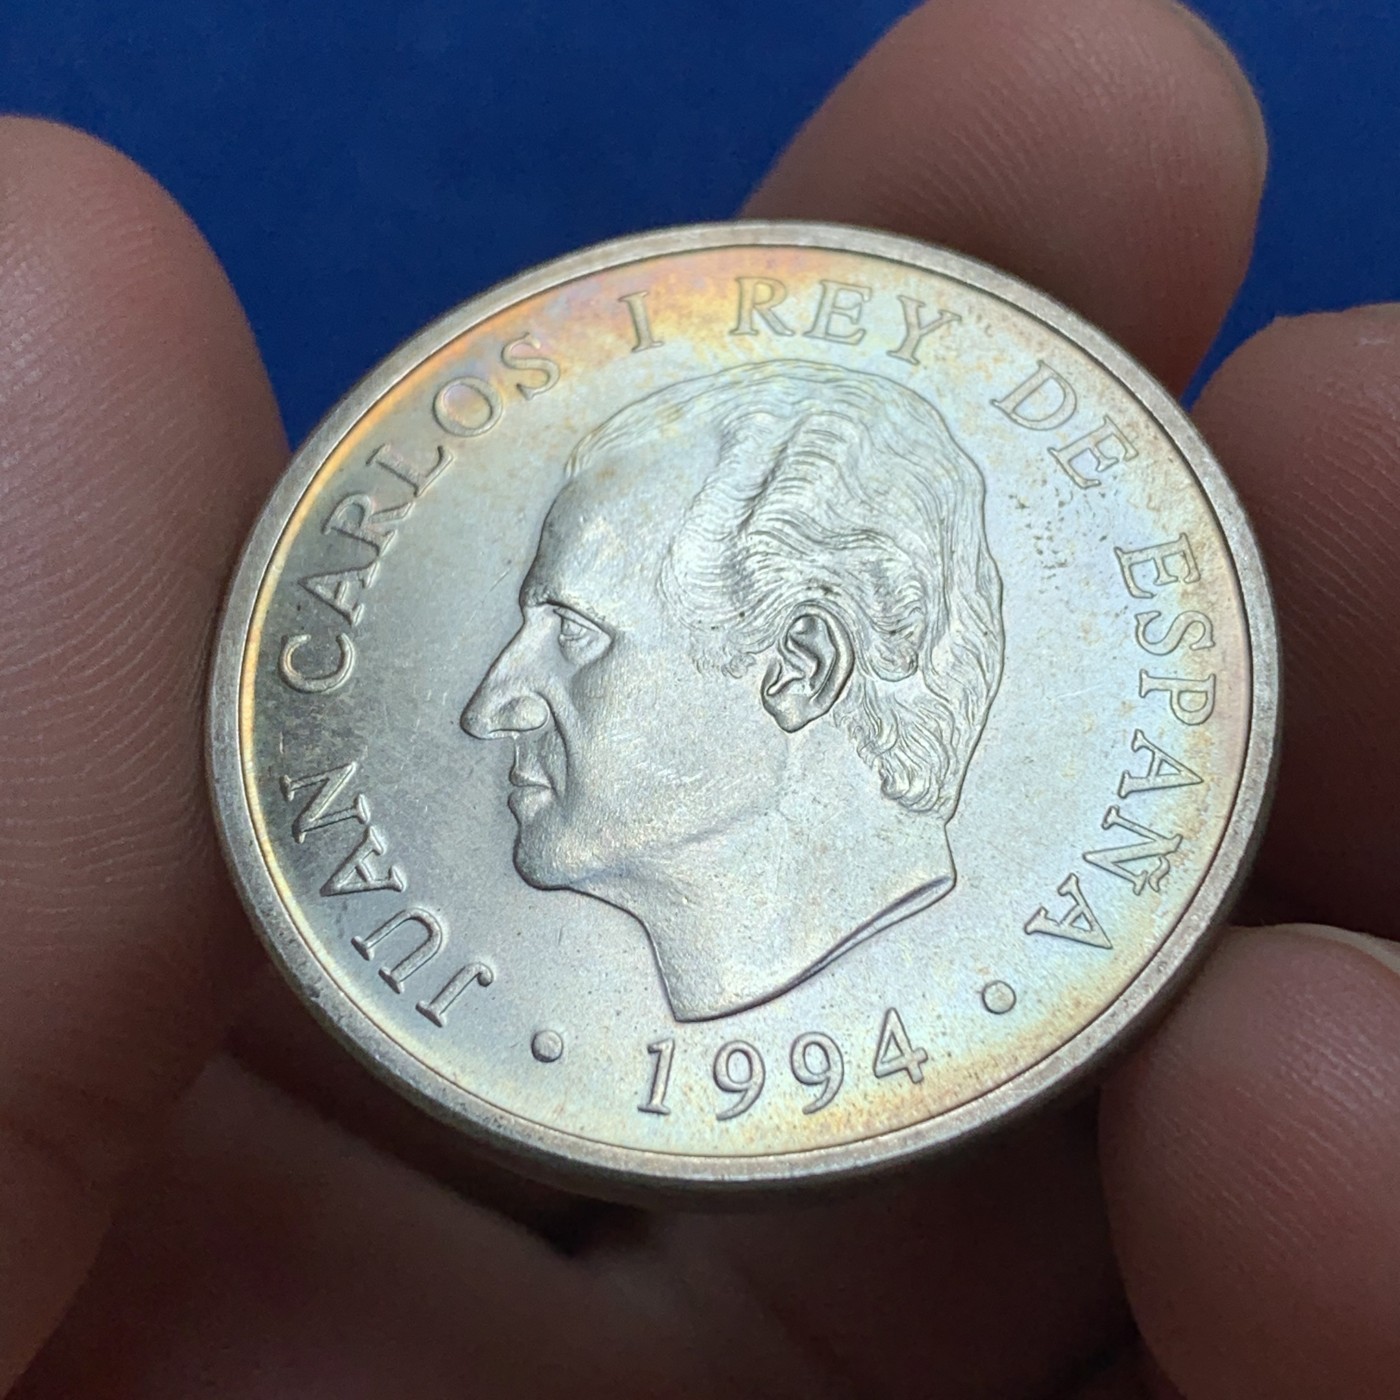 JUAN CARLOS I REY DE ESPAÑA
• 1994 •